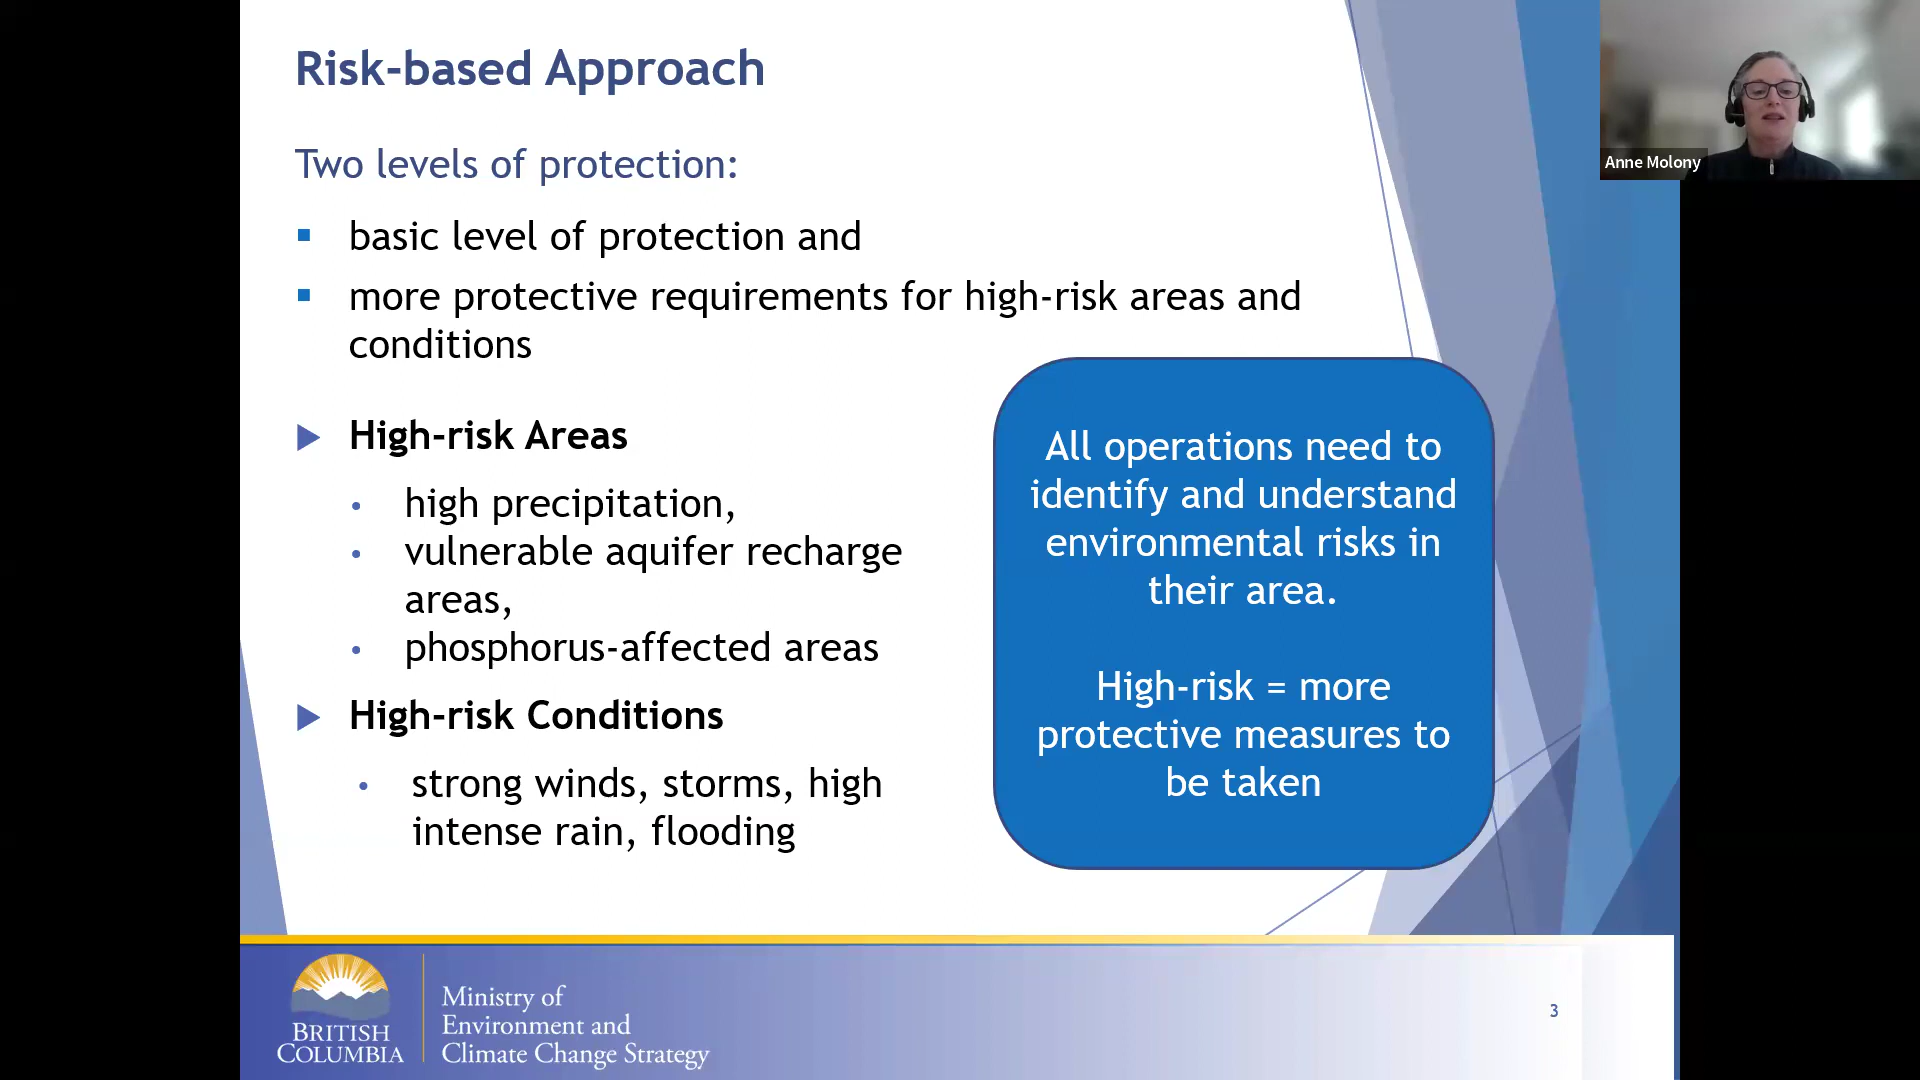 Risk-based Approach
Two levels of protection:
basic level of protection and
more protective requirements for high-risk areas and
conditions
High-risk Areas
high precipitation,
vulnerable aquifer recharge
areas,
phosphorus-affected areas
High-risk Conditions
strong winds, storms, high
intense rain, flooding
All operations need to
identify and understand
environmental risks in
their area.
High-risk = more
protective measures to
be taken
Anne Molony
BRITISH
COLUMBIA
Ministry of
Environment and
Climate Change Strategy
3